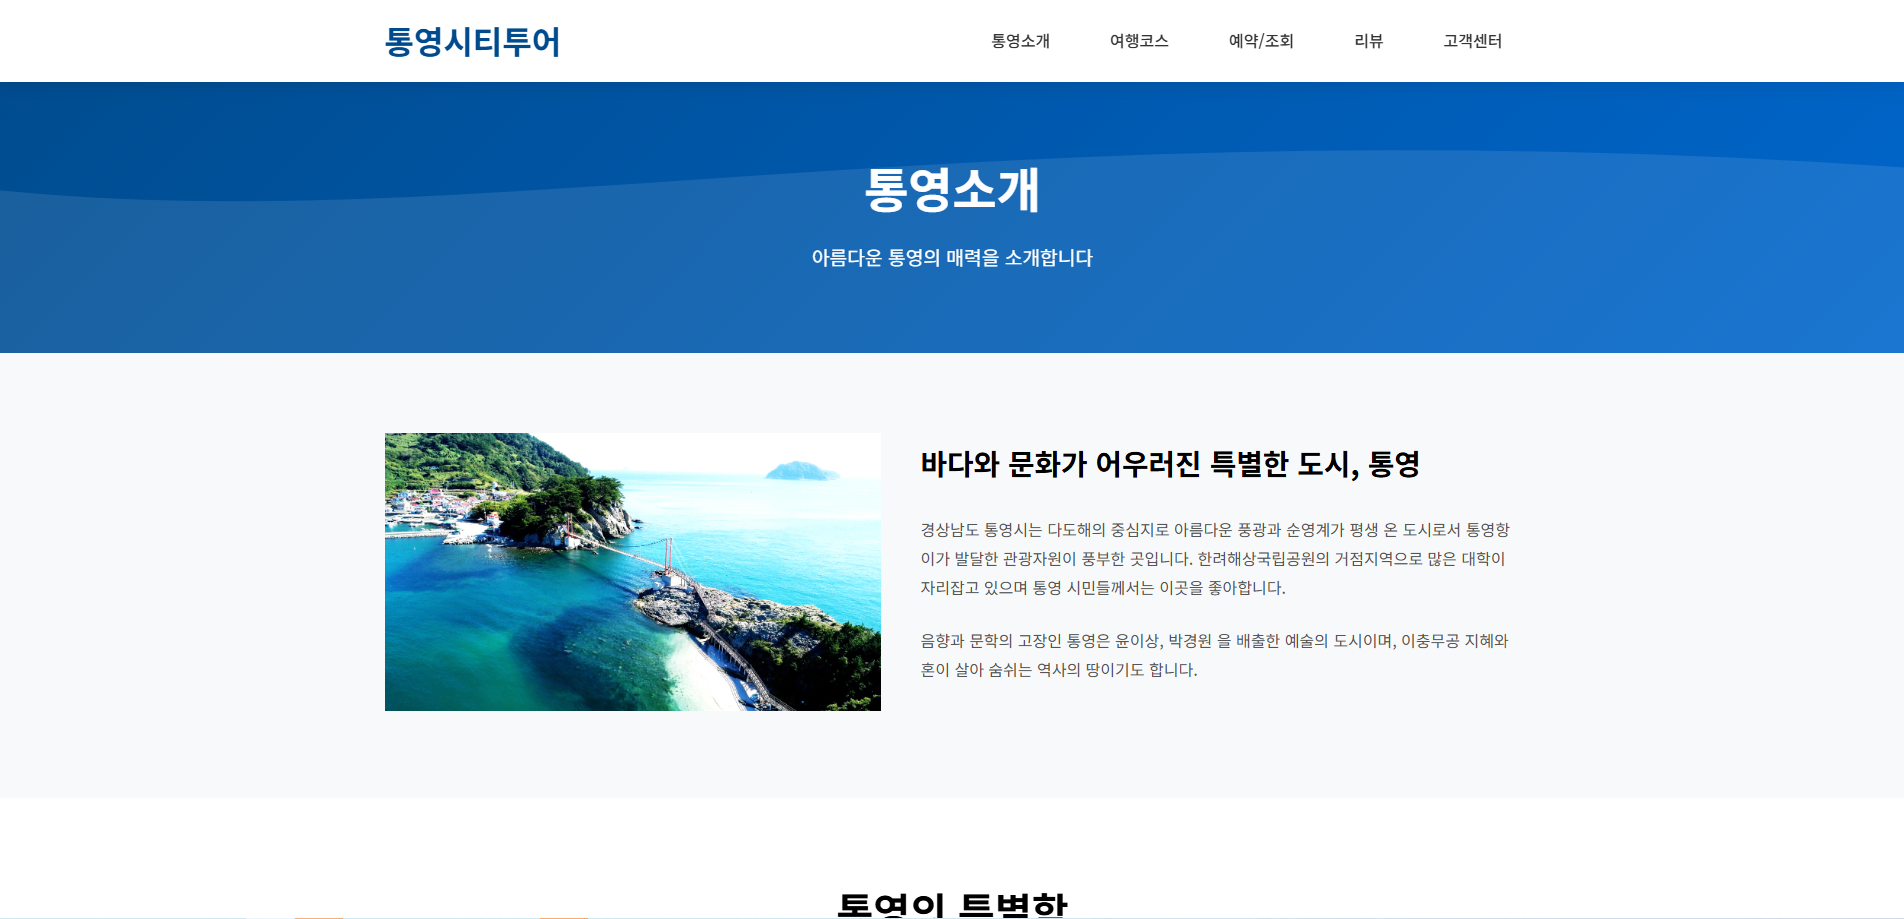 통영시티투어
통영소개 여행코스 예약/조회 리뷰 고객센터
통영소개
아름다운 통영의 매력을 소개합니다
바다와 문화가 어우러진 특별한 도시, 통영
경상남도 통영시는 다도해의 중심지로 아름다운 풍광과 순영계가 평생 온 도시로서 통영항
이가 발달한 관광자원이 풍부한 곳입니다. 한려해상국립공원의 거점지역으로 많은 대학이
자리잡고 있으며 통영 시민들께서는 이곳을 좋아합니다.
음향과 문학의 고장인 통영은 윤이상, 박경원 을 배출한 예술의 도시이며, 이충무공 지혜와
혼이 살아 숨쉬는 역사의 땅이기도 합니다.
통영의 특별함